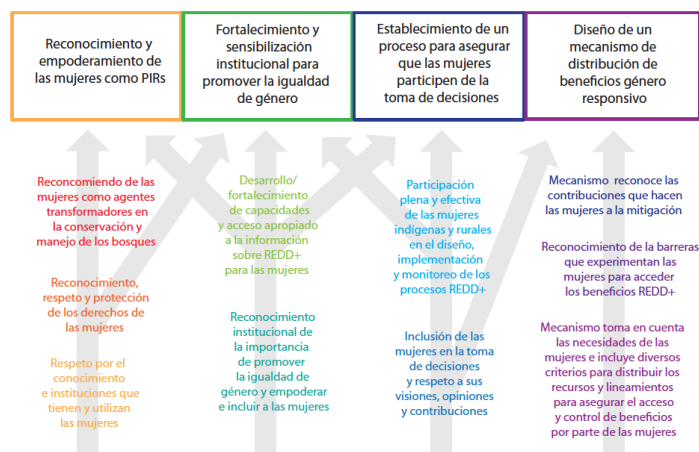 Reconocimiento y
empoderamiento de
las mujeres como PIRs
Fortalecimiento y
sensibilización
institucional para
promover la igualdad
de género
Establecimiento de un
proceso para asegurar
que las mujeres
participen de la
toma de decisiones
Diseño de un
mecanismo de
distribución de
beneficios género
responsivo
Reconcomiendo de las
mujeres como agentes
transformadores en
la conservación y
manejo de los bosques
Reconocimiento,
respeto y protección
de los derechos de
las mujeres
Respeto por el
conocimiento
e instituciones que
tienen y utilizan
las mujeres
Desarrollo/
fortalecimiento
de capacidades
y acceso apropiado
a la información
sobre REDD+
para las mujeres
Reconocimiento
institucional de
la importancia
de promover
la igualdad de
género y empoderar
e incluir a las mujeres
Participación
plena y efectiva
de las mujeres
indígenas y rurales
en el diseño,
implementación
y monitoreo de los
procesos REDD+
Inclusión de las
mujeres en la toma
de decisiones
y respeto a sus
visiones, opiniones
y contribuciones
Mecanismo reconoce las
contribuciones que hacen
las mujeres a la mitigación
Reconocimiento de la barreras
que experimentan las
mujeres para acceder
los beneficios REDD+
Mecanismo toma en cuenta
las necesidades de las
mujeres e incluye diversos
criterios para distribuir los
recursos y lineamientos
para asegurar el acceso
y control de beneficios
por parte de las mujeres